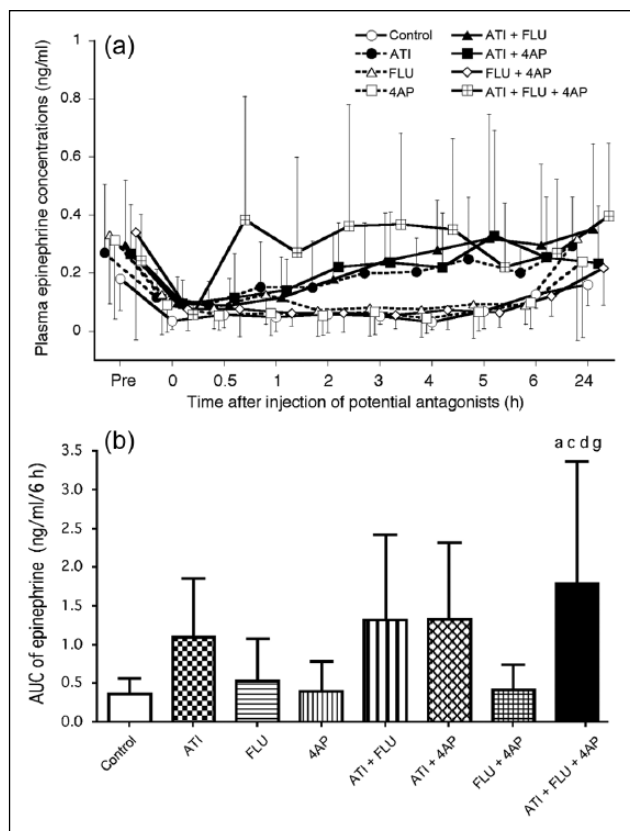 (a)
Control
ATI
FLU
4AP
ATI + FLU
ATI + 4AP
FLU + 4AP
ATI + FLU + 4AP
Plasma epinephrine concentrations (ng/ml)
1
0.8
0.6
0.4
0.2
0
Pre 0 0.5 1 2 3 4 5 6 24
Time after injection of potential antagonists (h)
(b)
a c d g
AUC of epinephrine (ng/ml/6 h)
3.5
3.0
2.5
2.0
1.5
1.0
0.5
0.0
Control
ATI
FLU
4AP
ATI + FLU
ATI + 4AP
FLU + 4AP
ATI + FLU + 4AP